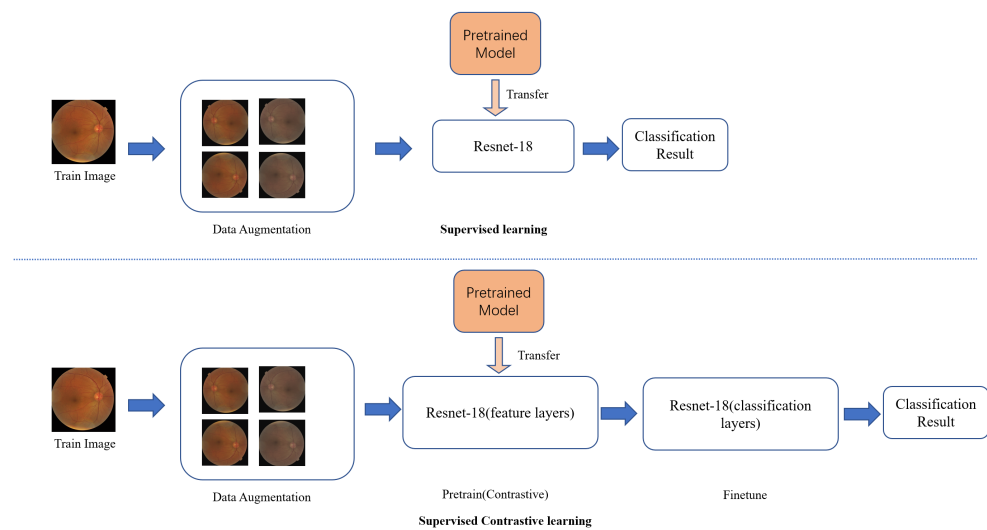 Pretrained
Model
Transfer
Resnet-18
Classification
Result
Train Image
Data Augmentation
Supervised learning
Pretrained
Model
Transfer
Resnet-18(feature layers)
Resnet-18(classification
layers)
Classification
Result
Train Image
Data Augmentation
Pretrain(Contrastive)
Finetune
Supervised Contrastive learning